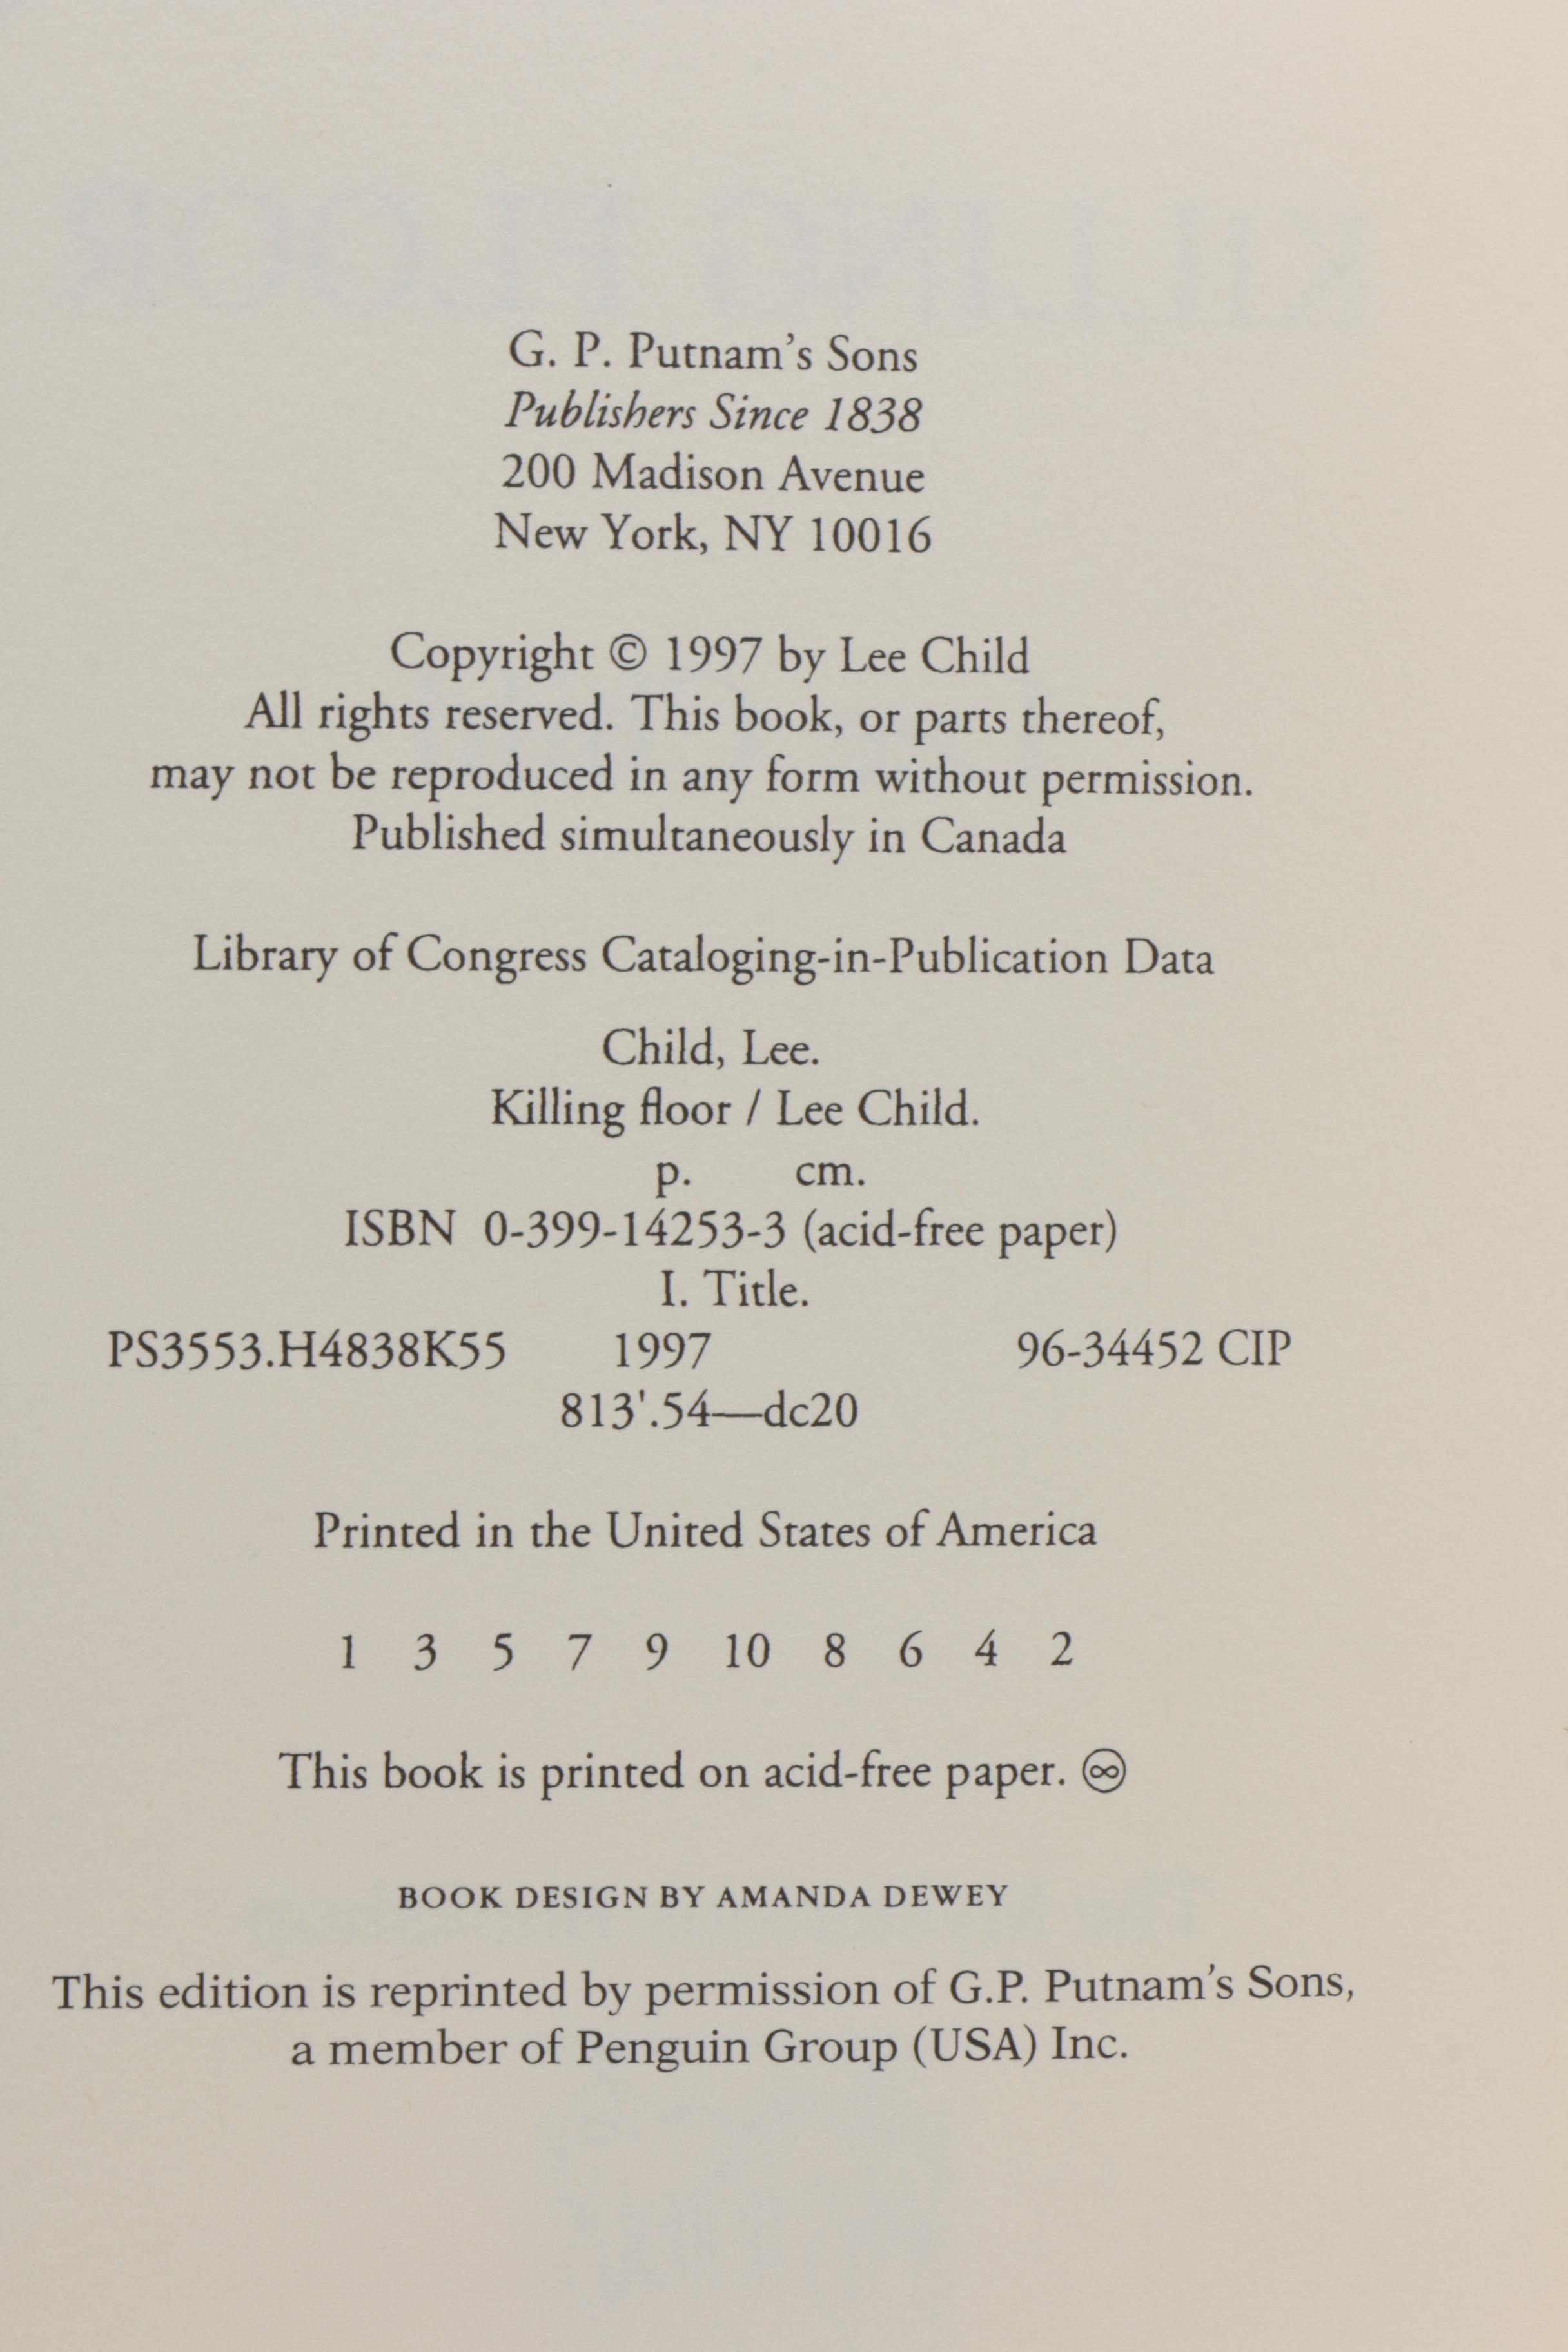 G. P. Putnam's Sons
Publishers Since 1838
200 Madison Avenue
New York, NY 10016
Copyright © 1997 by Lee Child
All rights reserved. This book, or parts thereof,
may not be reproduced in any form without permission.
Published simultaneously in Canada
Library of Congress Cataloging-in-Publication Data
Child, Lee.
Killing floor / Lee Child.
p. cm.
ISBN 0-399-14253-3 (acid-free paper)
I. Title.
PS3553.H4838K55 1997 96-34452 CIP
813'.54—dc20
Printed in the United States of America
1 3 5 7 9 10 8 6 4 2
This book is printed on acid-free paper. ♾
BOOK DESIGN BY AMANDA DEWEY
This edition is reprinted by permission of G.P. Putnam's Sons,
a member of Penguin Group (USA) Inc.